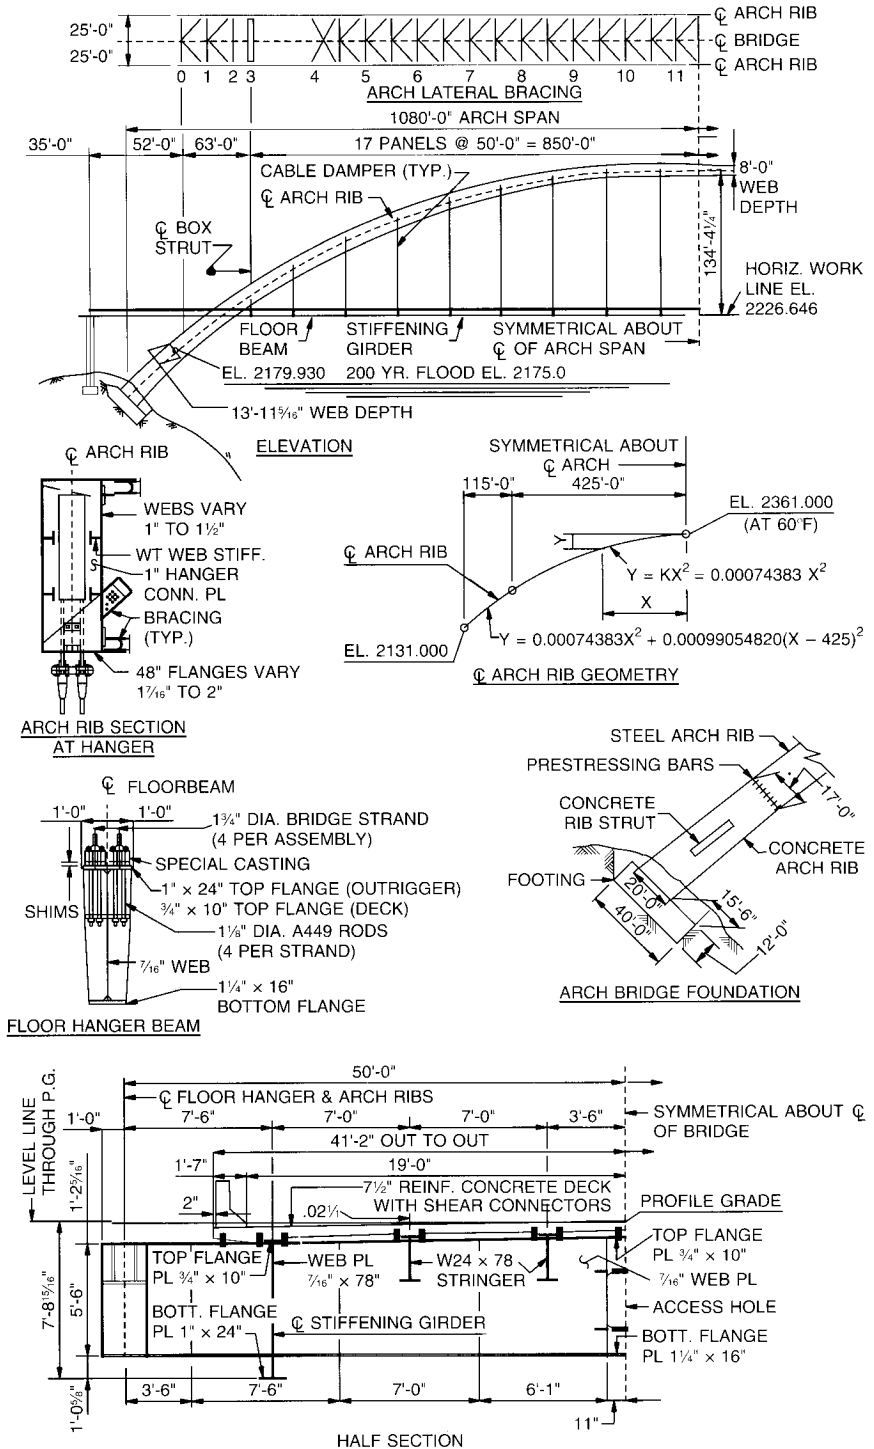 ℄ ARCH RIB
25'-0"
℄ BRIDGE
25'-0"
℄ ARCH RIB
0 1 2 3 4 5 6 7 8 9 10 11
ARCH LATERAL BRACING
1080'-0" ARCH SPAN
35'-0" 52'-0" 63'-0" 17 PANELS @ 50'-0" = 850'-0"
CABLE DAMPER (TYP.)
8'-0"
WEB
DEPTH
℄ ARCH RIB
℄ BOX
STRUT
134'-4¼"
HORIZ. WORK
LINE EL.
2226.646
FLOOR
BEAM
STIFFENING
GIRDER
SYMMETRICAL ABOUT
℄ OF ARCH SPAN
EL. 2179.930 200 YR. FLOOD EL. 2175.0
13'-11⁵⁄₁₆" WEB DEPTH
ELEVATION
℄ ARCH RIB
WEBS VARY
1" TO 1½"
WT WEB STIFF.
1" HANGER
CONN. PL
BRACING
(TYP.)
48" FLANGES VARY
1⁷⁄₁₆" TO 2"
ARCH RIB SECTION
AT HANGER
SYMMETRICAL ABOUT
℄ ARCH
115'-0" 425'-0"
EL. 2361.000
(AT 60°F)
Y
℄ ARCH RIB
Y = KX² = 0.00074383 X²
X
Y = 0.00074383X² + 0.00099054820(X − 425)²
EL. 2131.000
℄ ARCH RIB GEOMETRY
℄ FLOORBEAM
1'-0" 1'-0"
1¾" DIA. BRIDGE STRAND
(4 PER ASSEMBLY)
SPECIAL CASTING
1" × 24" TOP FLANGE (OUTRIGGER)
¾" × 10" TOP FLANGE (DECK)
SHIMS
1⅛" DIA. A449 RODS
(4 PER STRAND)
⁷⁄₁₆" WEB
1¼" × 16"
BOTTOM FLANGE
FLOOR HANGER BEAM
STEEL ARCH RIB
PRESTRESSING BARS
17'-0"
CONCRETE
RIB STRUT
CONCRETE
ARCH RIB
FOOTING
20'-0"
40'-0"
15'-6"
12'-0"
ARCH BRIDGE FOUNDATION
50'-0"
LEVEL LINE
THROUGH P.G.
℄ FLOOR HANGER & ARCH RIBS
1'-0" 7'-6" 7'-0" 7'-0" 3'-6"
SYMMETRICAL ABOUT ℄
OF BRIDGE
41'-2" OUT TO OUT
1'-7" 19'-0"
1'-2⁵⁄₁₆"
7½" REINF. CONCRETE DECK
WITH SHEAR CONNECTORS
2"
.02¹⁄₁
PROFILE GRADE
TOP FLANGE
PL ¾" × 10"
WEB PL
⁷⁄₁₆" × 78"
W24 × 78
STRINGER
TOP FLANGE
PL ¾" × 10"
⁷⁄₁₆" WEB PL
7'-8¹⁵⁄₁₆"
5'-6"
BOTT. FLANGE
PL 1" × 24"
℄ STIFFENING GIRDER
ACCESS HOLE
BOTT. FLANGE
PL 1¼" × 16"
1'-0⅝"
3'-6" 7'-6" 7'-0" 6'-1"
11"
HALF SECTION